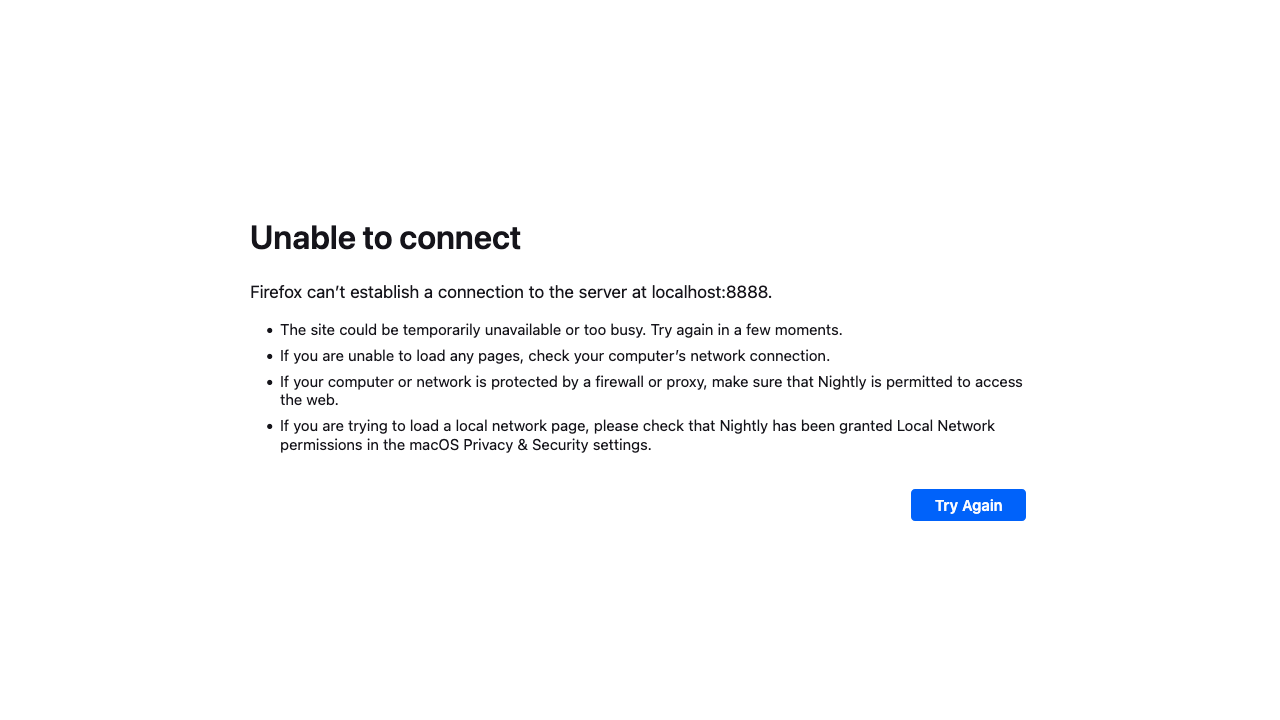 Unable to connect
Firefox can’t establish a connection to the server at localhost:8888.
• The site could be temporarily unavailable or too busy. Try again in a few moments.
• If you are unable to load any pages, check your computer’s network connection.
• If your computer or network is protected by a firewall or proxy, make sure that Nightly is permitted to access
the web.
• If you are trying to load a local network page, please check that Nightly has been granted Local Network
permissions in the macOS Privacy & Security settings.
Try Again